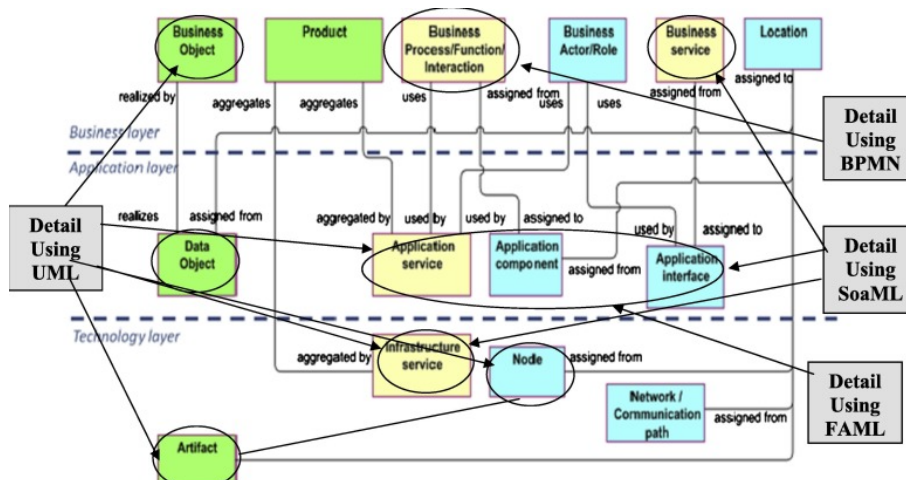 Business
Object
Product
Business
Process/Function/
Interaction
Business
Actor/Role
Business
service
Location
realized by
aggregates
aggregates
uses
assigned from
uses
uses
assigned from
assigned to
Business layer
Application layer
Detail
Using
BPMN
Detail
Using
UML
realizes
assigned from
aggregated by
used by
used by
assigned to
used by
assigned to
Data
Object
Application
service
Application
component
assigned from
Application
interface
Detail
Using
SoaML
Technology layer
aggregated by
Infrastructure
service
Node
assigned from
Network /
Communication
path
assigned from
Detail
Using
FAML
Artifact